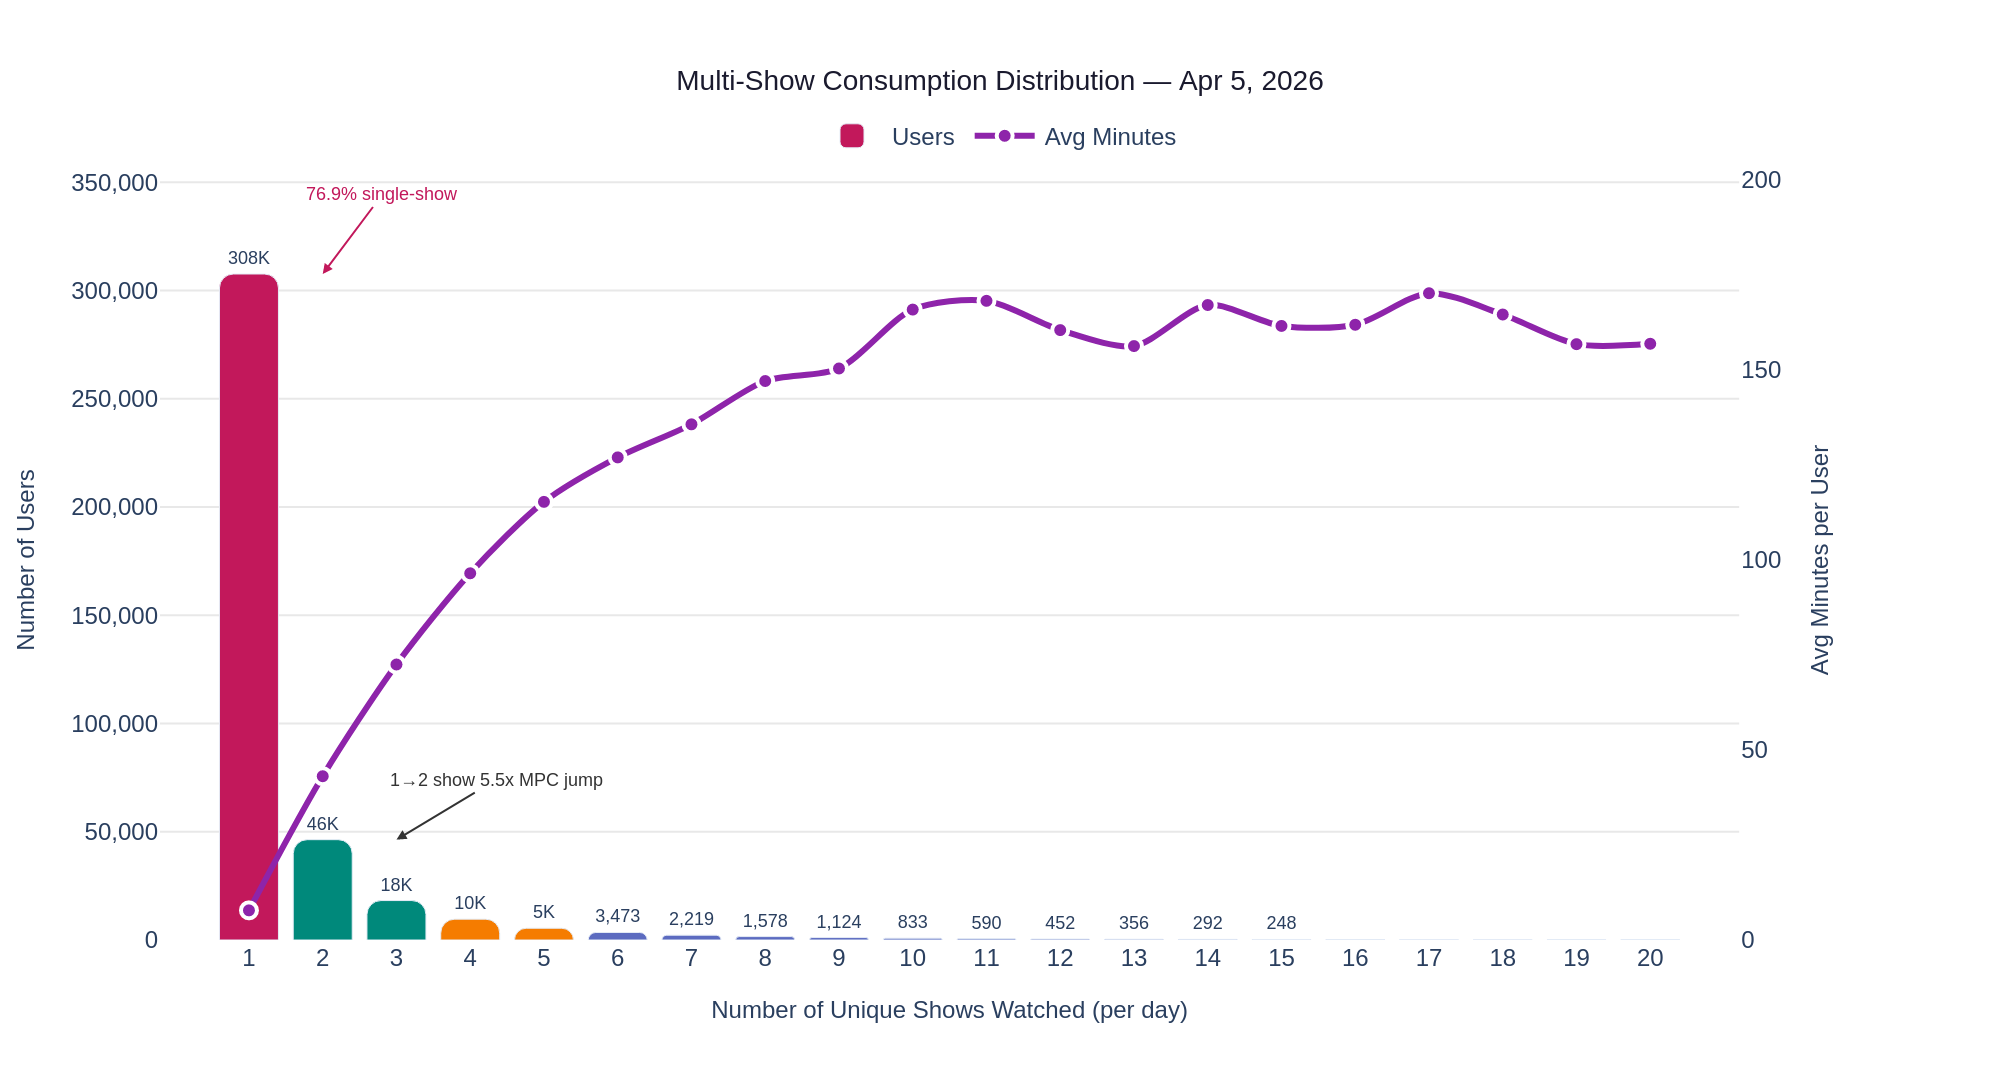 Multi-Show Consumption Distribution — Apr 5, 2026
Users
Avg Minutes
350,000
300,000
250,000
200,000
150,000
100,000
50,000
0
Number of Users
200
150
100
50
0
Avg Minutes per User
76.9% single-show
1→2 show 5.5x MPC jump
308K
46K
18K
10K
5K
3,473
2,219
1,578
1,124
833
590
452
356
292
248
1 2 3 4 5 6 7 8 9 10 11 12 13 14 15 16 17 18 19 20
Number of Unique Shows Watched (per day)